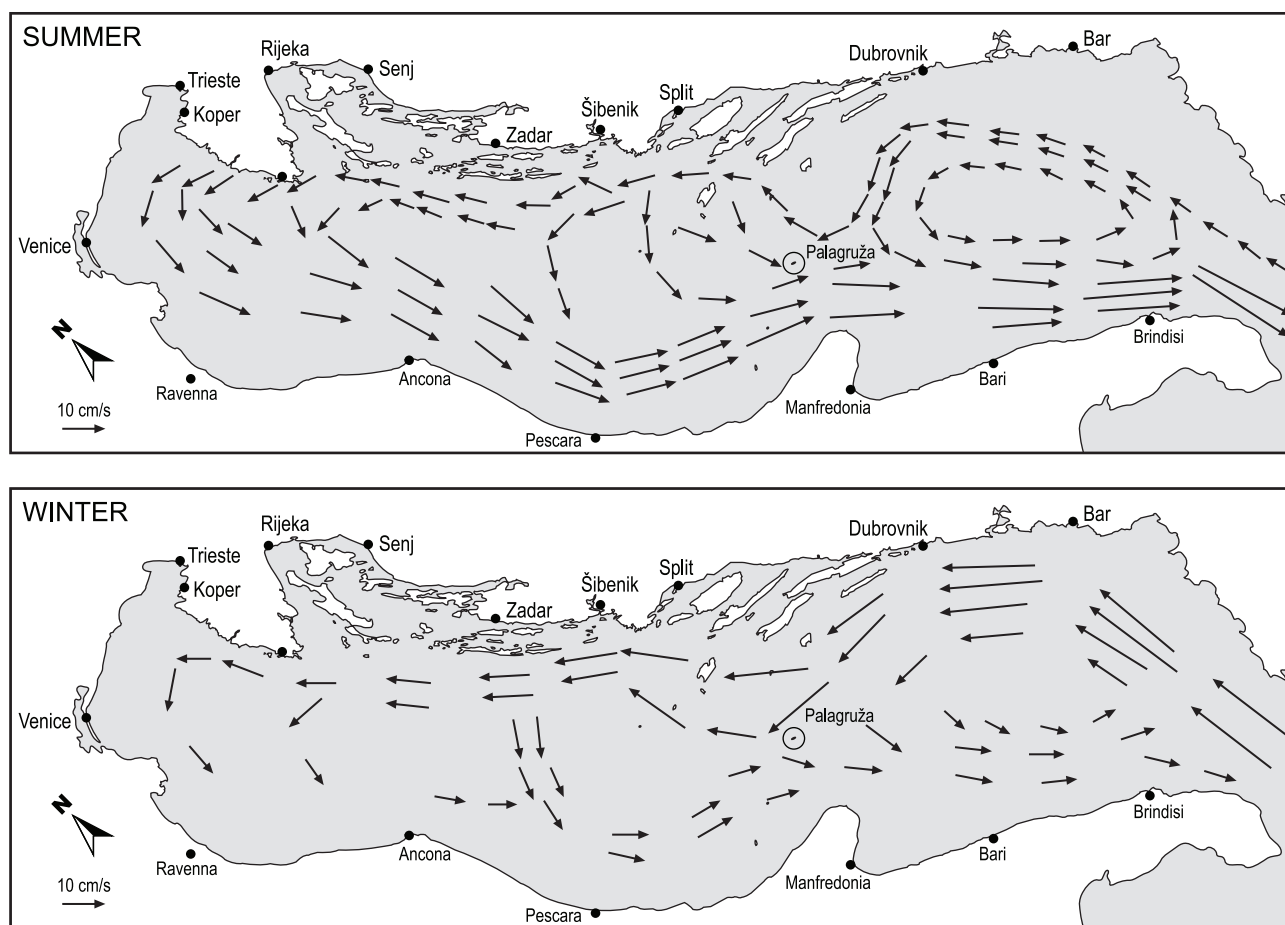 SUMMER
Rijeka
Senj
Trieste
Koper
Zadar
Šibenik
Split
Dubrovnik
Bar
Venice
Palagruža
N
Ravenna
Ancona
Pescara
Manfredonia
Bari
Brindisi
10 cm/s
WINTER
Rijeka
Senj
Trieste
Koper
Zadar
Šibenik
Split
Dubrovnik
Bar
Venice
Palagruža
N
Ravenna
Ancona
Pescara
Manfredonia
Bari
Brindisi
10 cm/s